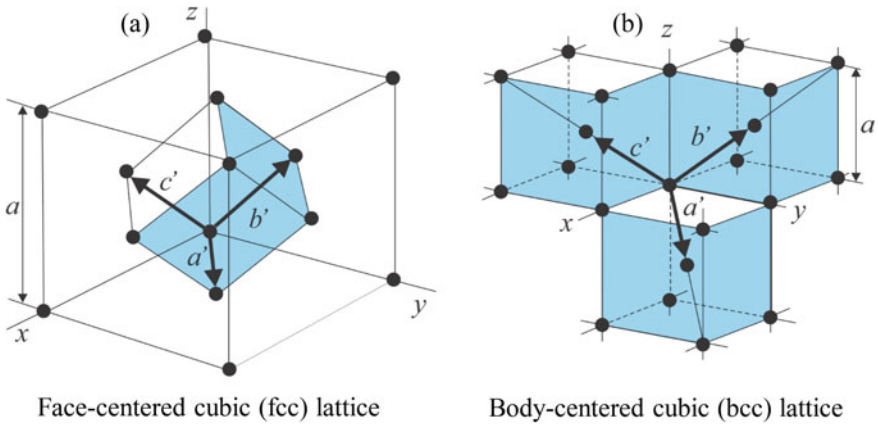 (a)
z
a
c'
b'
a'
x
y
Face-centered cubic (fcc) lattice
(b)
z
a
c'
b'
a'
x
y
Body-centered cubic (bcc) lattice